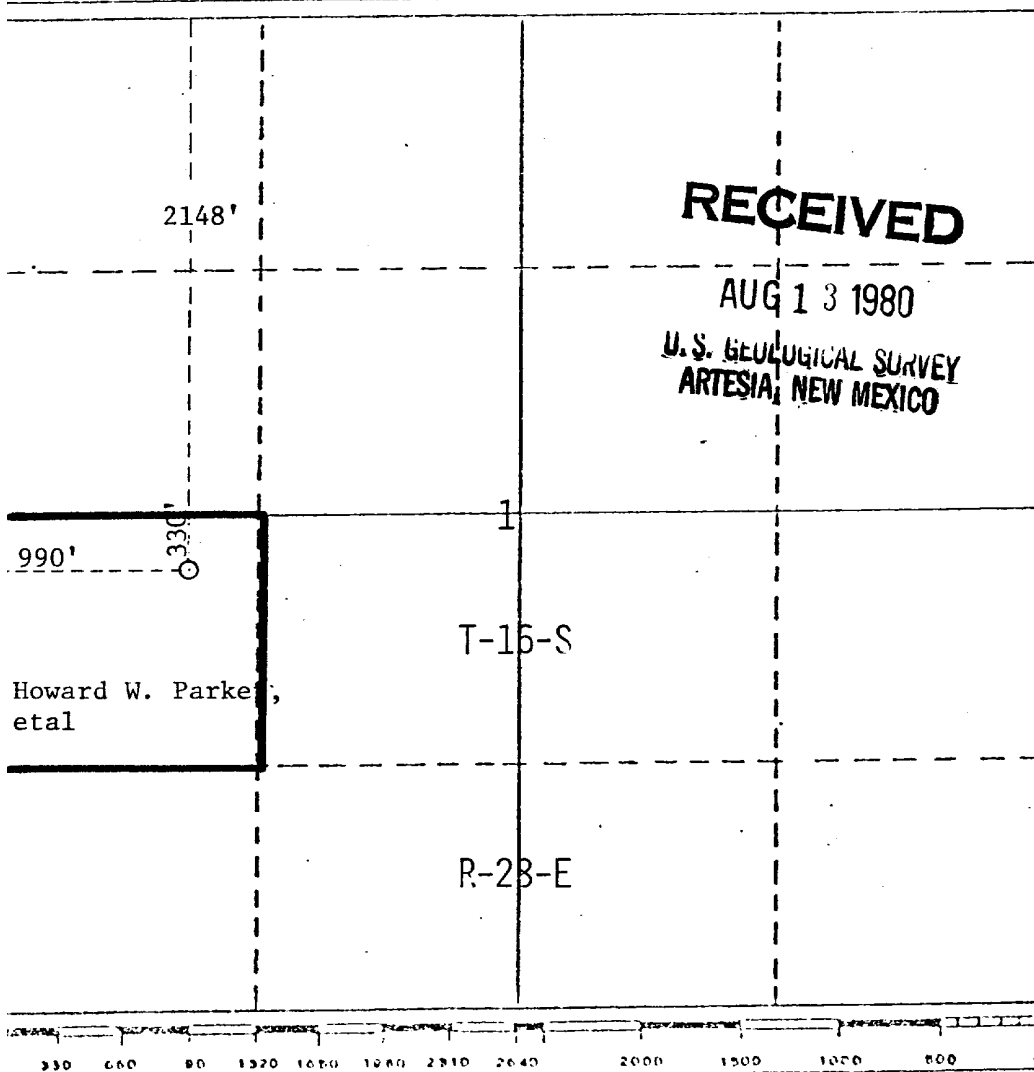 2148'
RECEIVED
AUG 1 3 1980
U.S. GEOLOGICAL SURVEY
ARTESIA, NEW MEXICO
1
330'
990'
T-16-S
Howard W. Parker,
etal
R-28-E
330 660 90 1320 1650 1980 2310 2640 2000 1500 1000 500